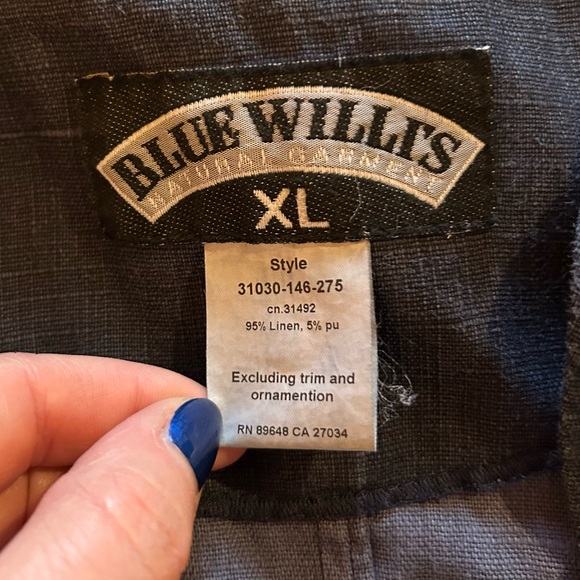 BLUE WILLI'S
NATURAL GARMENT
XL
Style
31030-146-275
cn.31492
95% Linen, 5% pu
Excluding trim and
ornamention
RN 89648 CA 27034